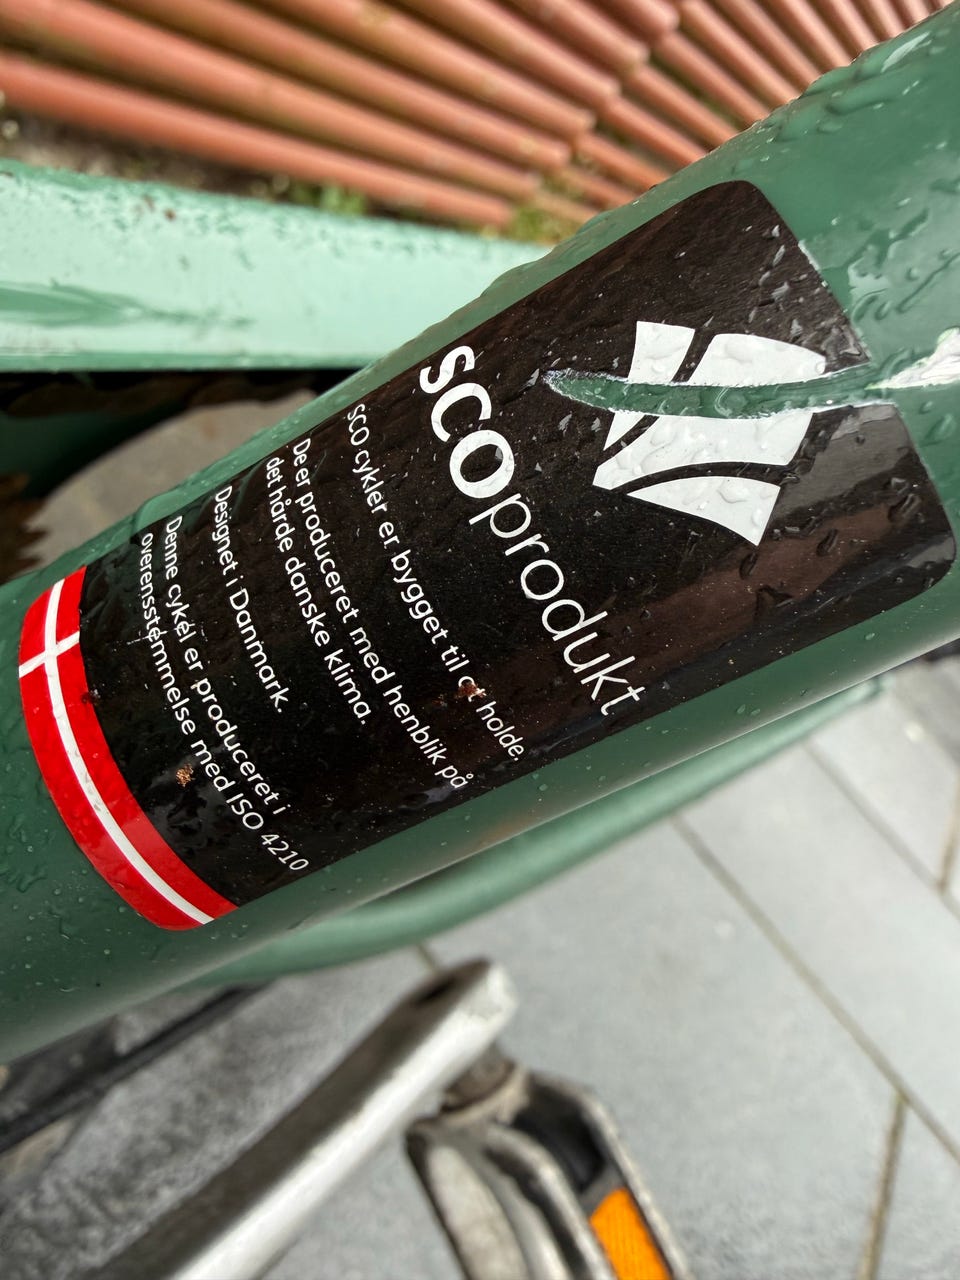 SCOprodukt
SCO cykler er bygget til at holde.
De er produceret med henblik på
det hårde danske klima.
Designet i Danmark.
Denne cykel er produceret i
overensstemmelse med ISO 4210